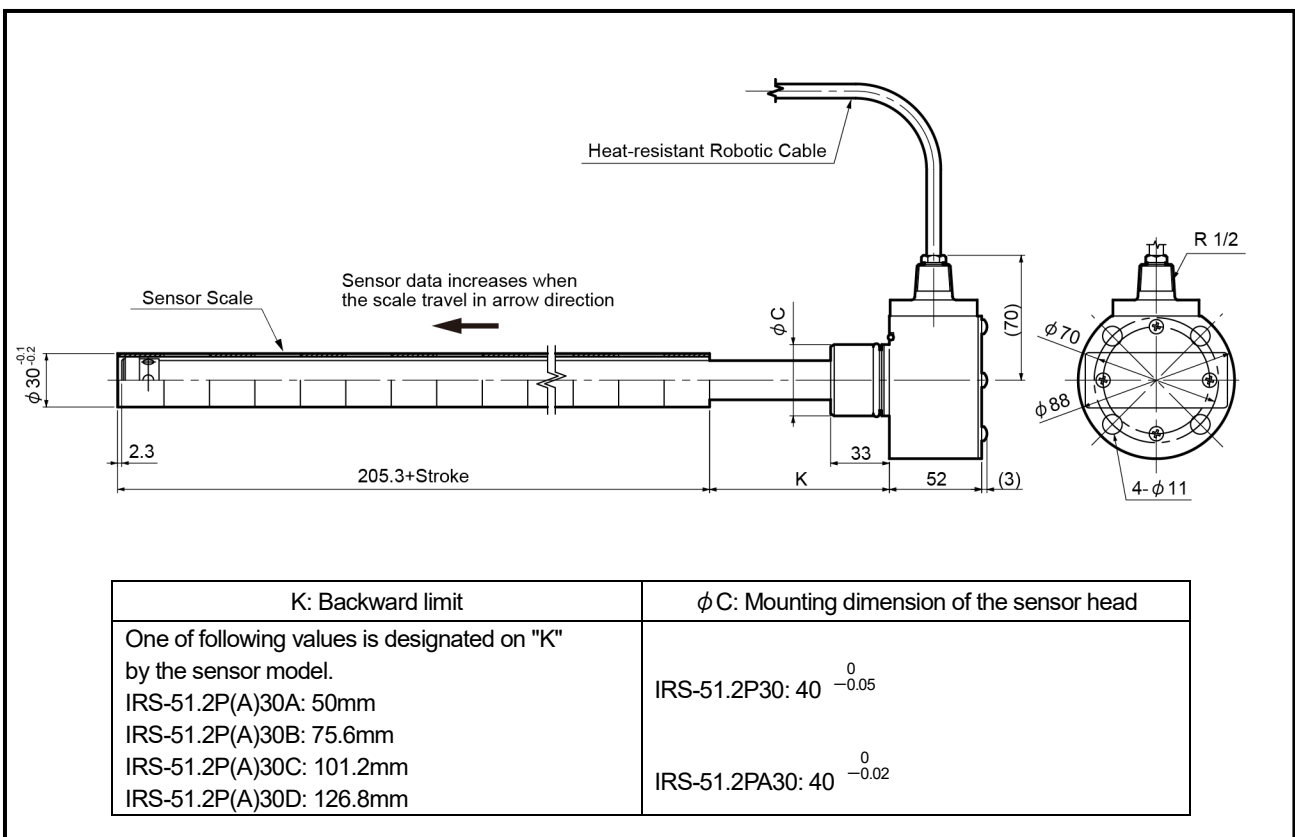 Heat-resistant Robotic Cable
R 1/2
Sensor data increases when
the scale travel in arrow direction
Sensor Scale
φC
(70)
φ70
φ30 -0.1 -0.2
φ88
2.3
33
205.3+Stroke
K
52
(3)
4-φ11
K: Backward limit
φC: Mounting dimension of the sensor head
One of following values is designated on "K"
by the sensor model.
IRS-51.2P(A)30A: 50mm
IRS-51.2P(A)30B: 75.6mm
IRS-51.2P(A)30C: 101.2mm
IRS-51.2P(A)30D: 126.8mm
IRS-51.2P30: 40 0 −0.05
IRS-51.2PA30: 40 0 −0.02